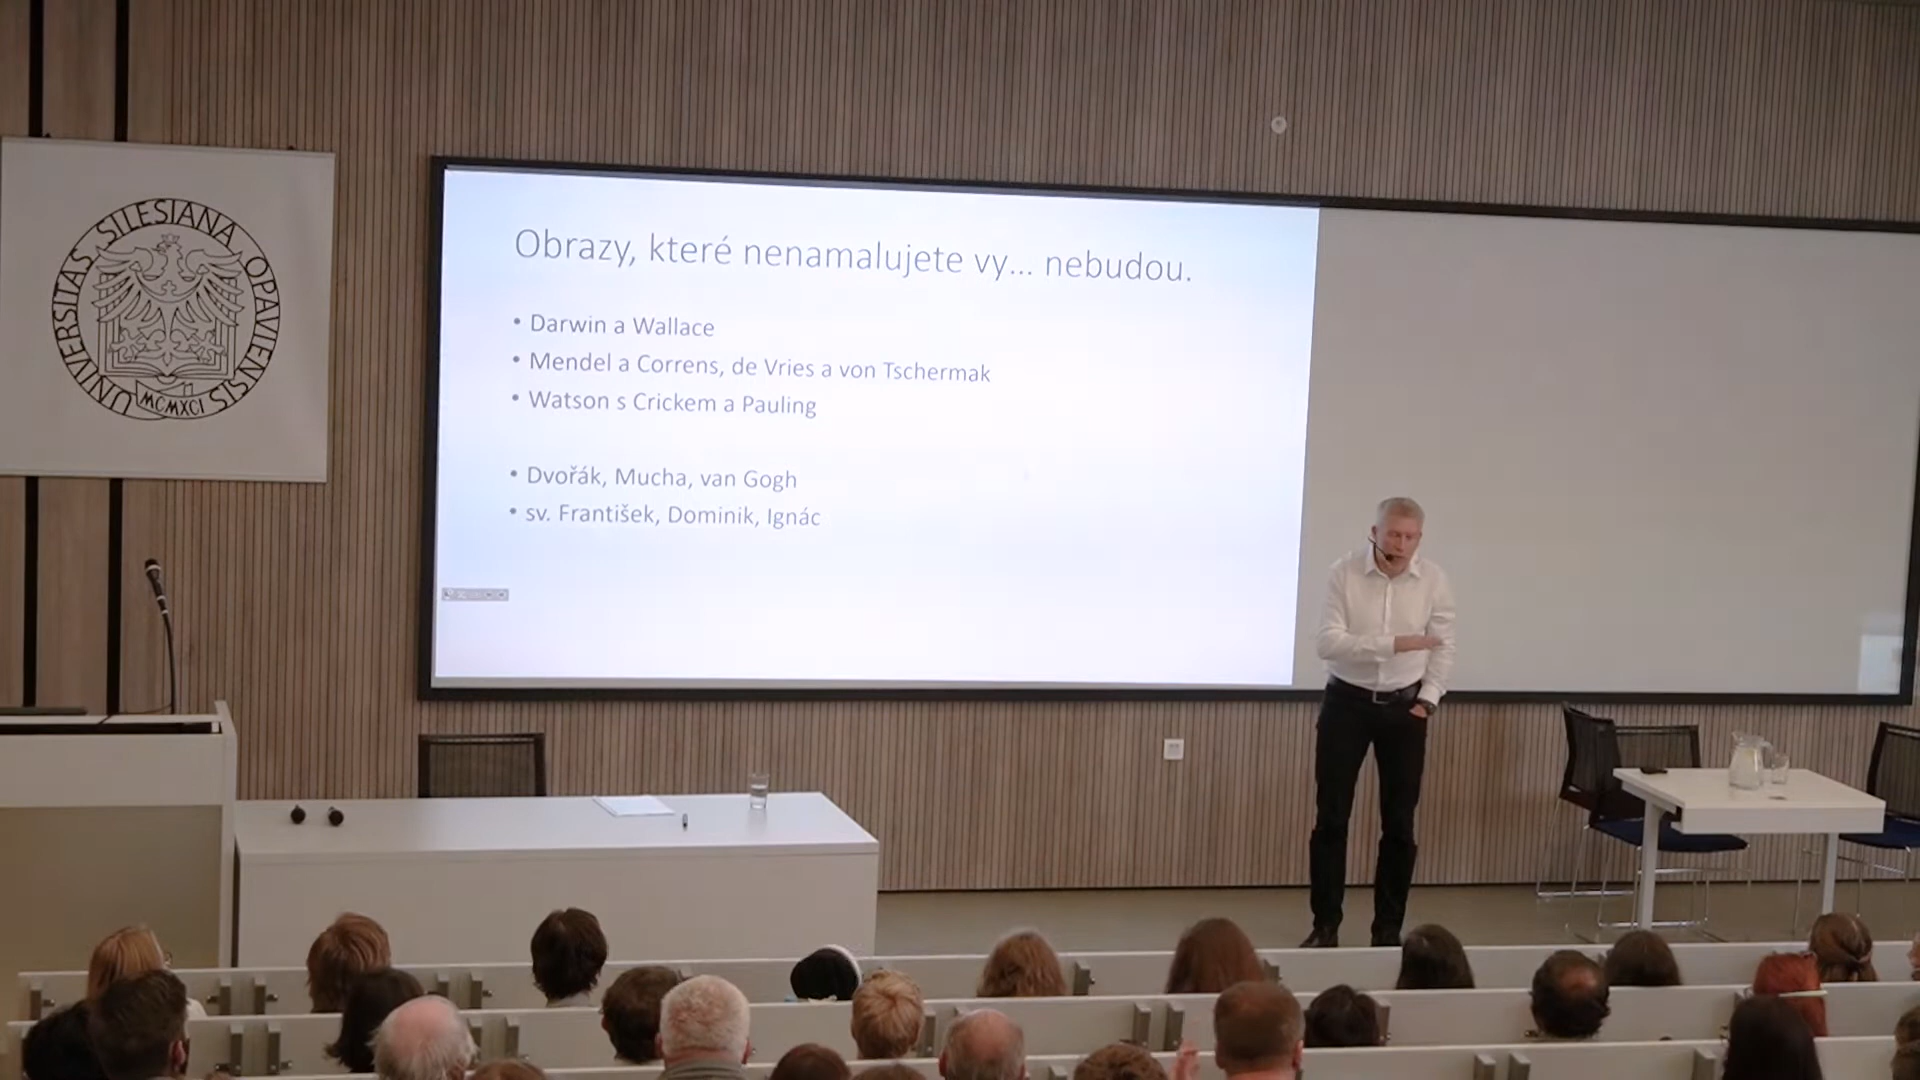 UNIVERSITAS SILESIANA OPAVIENSIS
MCMXCI
Obrazy, které nenamalujete vy... nebudou.
• Darwin a Wallace
• Mendel a Correns, de Vries a von Tschermak
• Watson s Crickem a Pauling
• Dvořák, Mucha, van Gogh
• sv. František, Dominik, Ignác